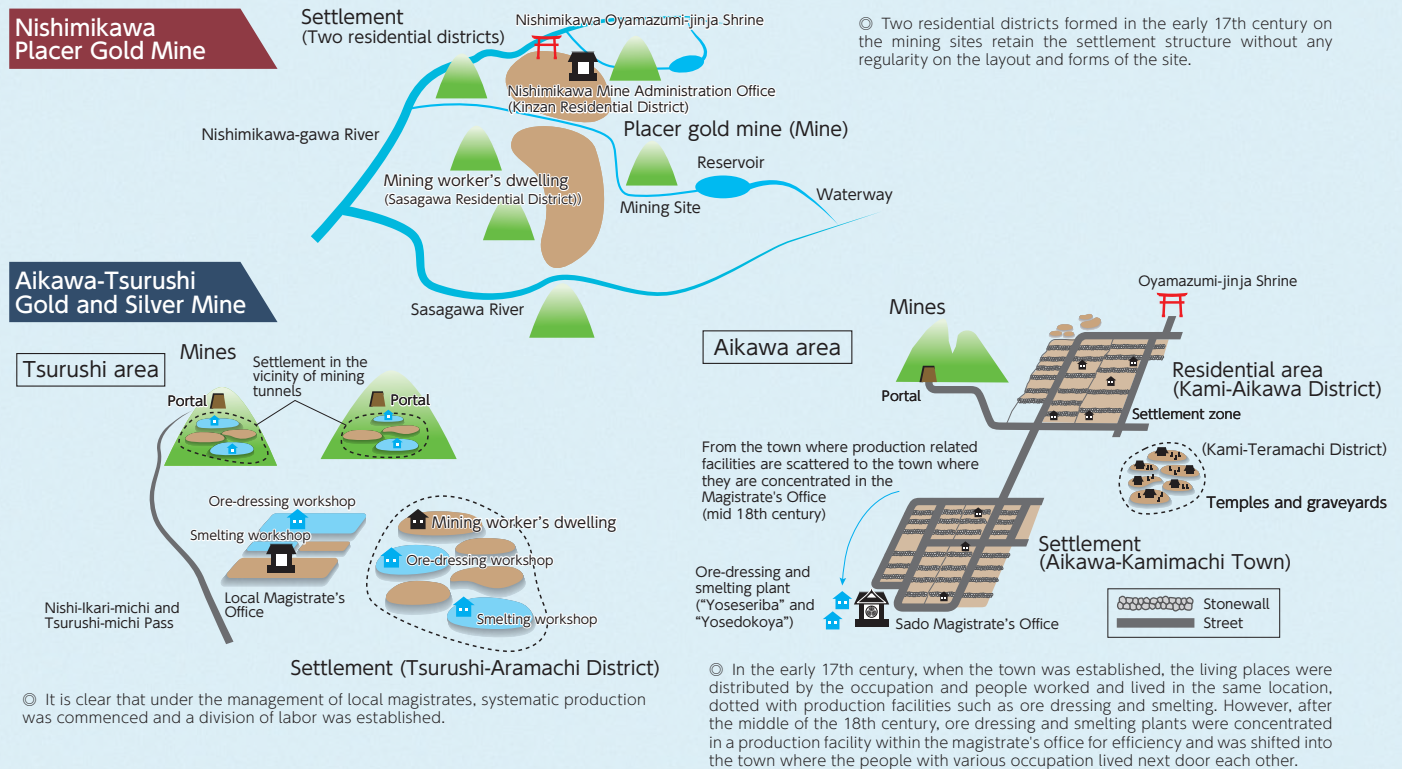 Nishimikawa
Placer Gold Mine
Settlement
(Two residential districts)
Nishimikawa Oyamazumi-jinja Shrine
Nishimikawa Mine Administration Office
(Kinzan Residential District)
Nishimikawa-gawa River
Placer gold mine (Mine)
Reservoir
Mining worker's dwelling
(Sasagawa Residential District))
Mining Site
Waterway
Sasagawa River
◎ Two residential districts formed in the early 17th century on
the mining sites retain the settlement structure without any
regularity on the layout and forms of the site.
Aikawa-Tsurushi
Gold and Silver Mine
Tsurushi area
Mines
Settlement in the
vicinity of mining
tunnels
Portal
Portal
Ore-dressing workshop
Smelting workshop
Local Magistrate's
Office
Nishi-Ikari-michi and
Tsurushi-michi Pass
Mining worker's dwelling
Ore-dressing workshop
Smelting workshop
Settlement (Tsurushi-Aramachi District)
◎ It is clear that under the management of local magistrates, systematic production
was commenced and a division of labor was established.
Aikawa area
Mines
Portal
Oyamazumi-jinja Shrine
Residential area
(Kami-Aikawa District)
Settlement zone
(Kami-Teramachi District)
Temples and graveyards
From the town where production related
facilities are scattered to the town where
they are concentrated in the
Magistrate's Office
(mid 18th century)
Settlement
(Aikawa-Kamimachi Town)
Ore-dressing and
smelting plant
("Yoseseriba" and
"Yosedokoya")
Sado Magistrate's Office
Stonewall
Street
◎ In the early 17th century, when the town was established, the living places were
distributed by the occupation and people worked and lived in the same location,
dotted with production facilities such as ore dressing and smelting. However, after
the middle of the 18th century, ore dressing and smelting plants were concentrated
in a production facility within the magistrate's office for efficiency and was shifted into
the town where the people with various occupation lived next door each other.